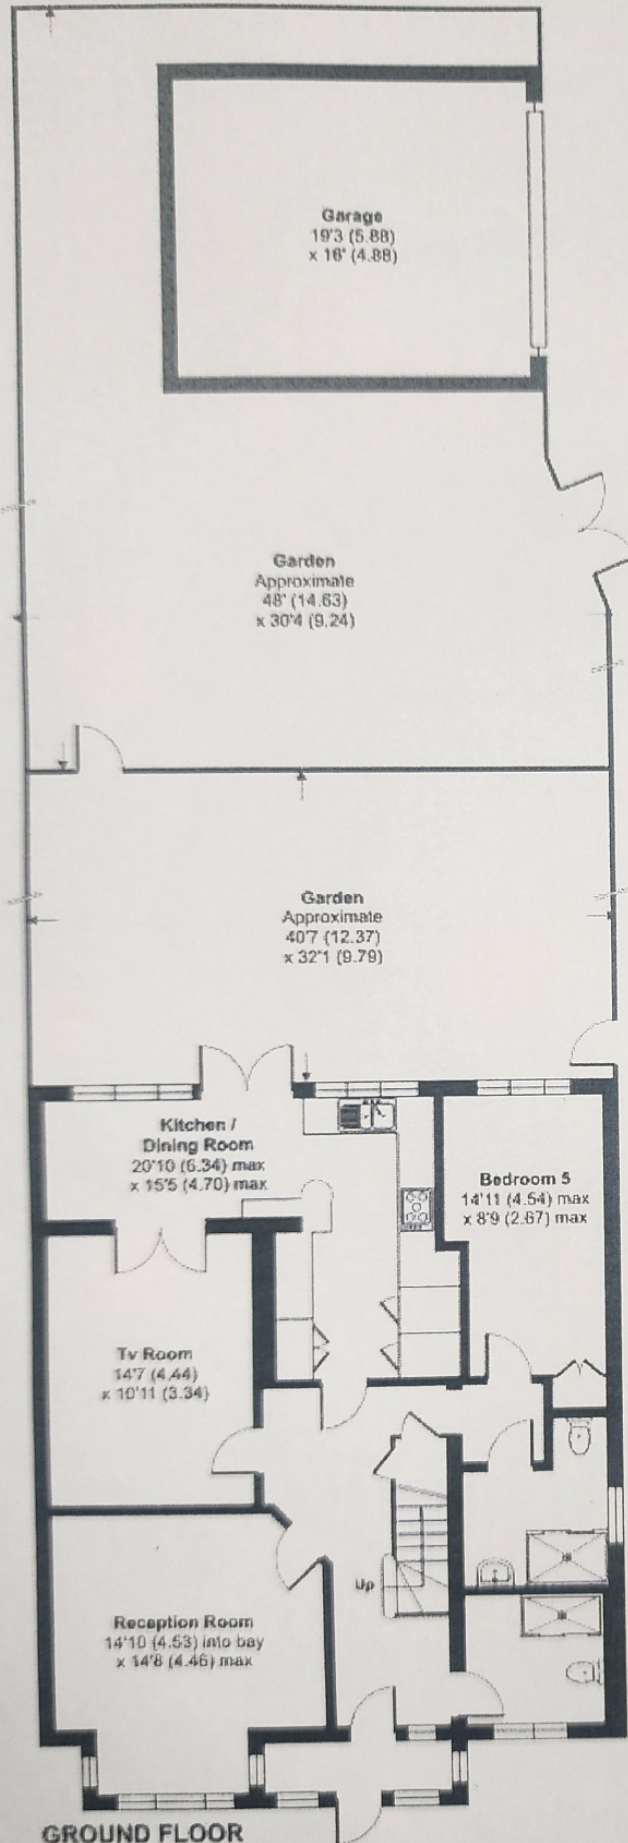 Garage
19'3 (5.88)
x 16' (4.88)
Garden
Approximate
48' (14.63)
x 30'4 (9.24)
Garden
Approximate
40'7 (12.37)
x 32'1 (9.79)
Kitchen /
Dining Room
20'10 (6.34) max
x 15'5 (4.70) max
Bedroom 5
14'11 (4.54) max
x 8'9 (2.67) max
Tv Room
14'7 (4.44)
x 10'11 (3.34)
Up
Reception Room
14'10 (4.53) into bay
x 14'8 (4.46) max
GROUND FLOOR